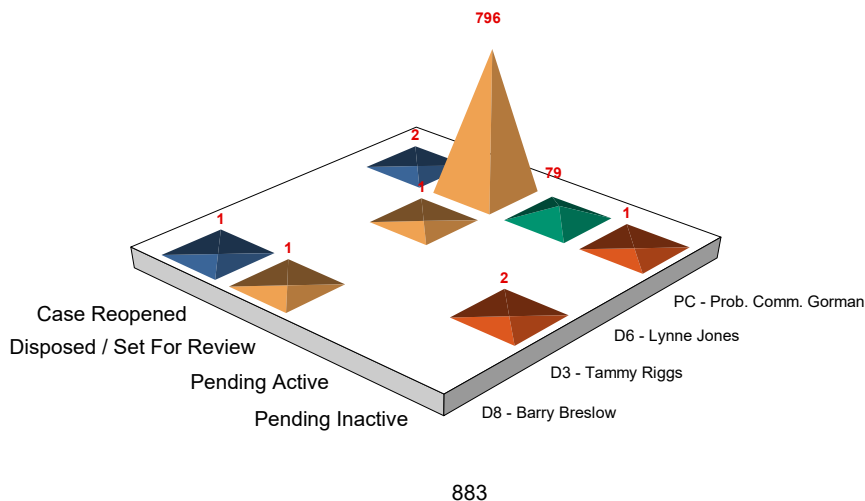 796
2
1
79
1
1
1
2
Case Reopened
Disposed / Set For Review
Pending Active
Pending Inactive
PC - Prob. Comm. Gorman
D6 - Lynne Jones
D3 - Tammy Riggs
D8 - Barry Breslow
883